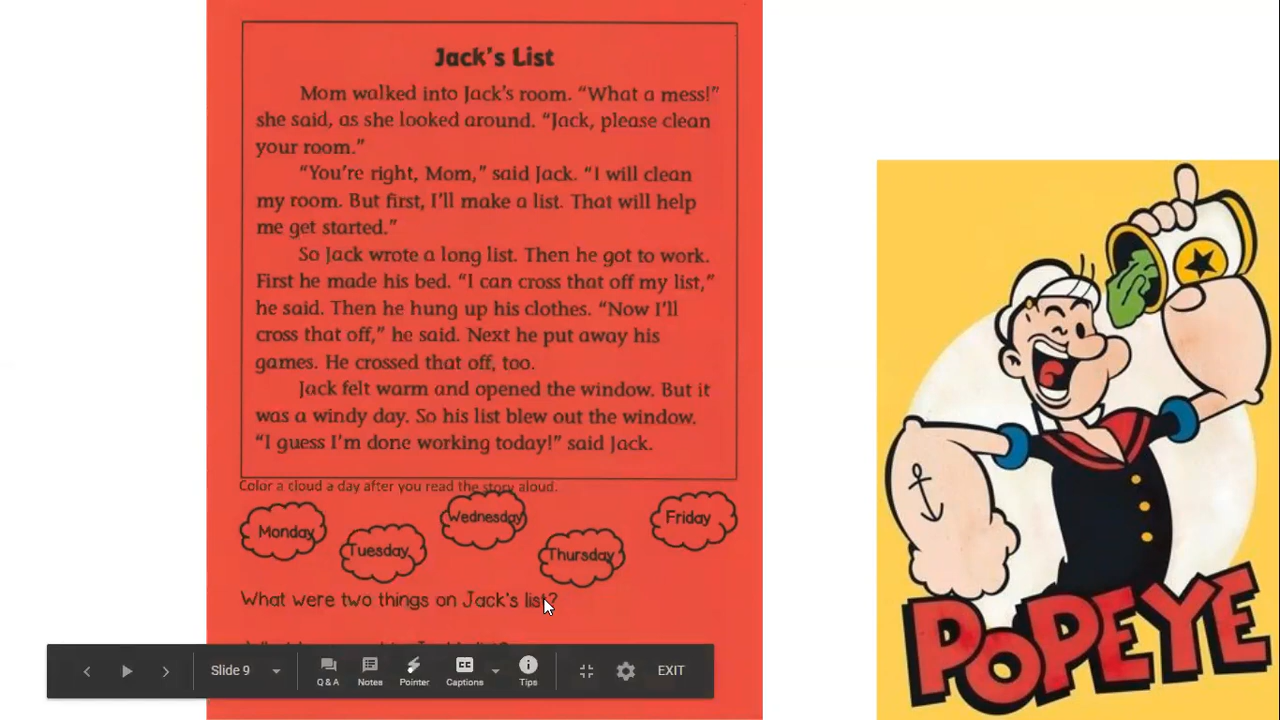 Jack's List
Mom walked into Jack's room. “What a mess!”
she said, as she looked around. “Jack, please clean
your room.”
“You're right, Mom,” said Jack. “I will clean
my room. But first, I'll make a list. That will help
me get started.”
So Jack wrote a long list. Then he got to work.
First he made his bed. “I can cross that off my list,”
he said. Then he hung up his clothes. “Now I'll
cross that off,” he said. Next he put away his
games. He crossed that off, too.
Jack felt warm and opened the window. But it
was a windy day. So his list blew out the window.
“I guess I'm done working today!” said Jack.
Color a cloud a day after you read the story aloud.
Monday
Tuesday
Wednesday
Thursday
Friday
What were two things on Jack's list?
Slide 9
Q & A
Notes
Pointer
Captions
Tips
EXIT
POPEYE